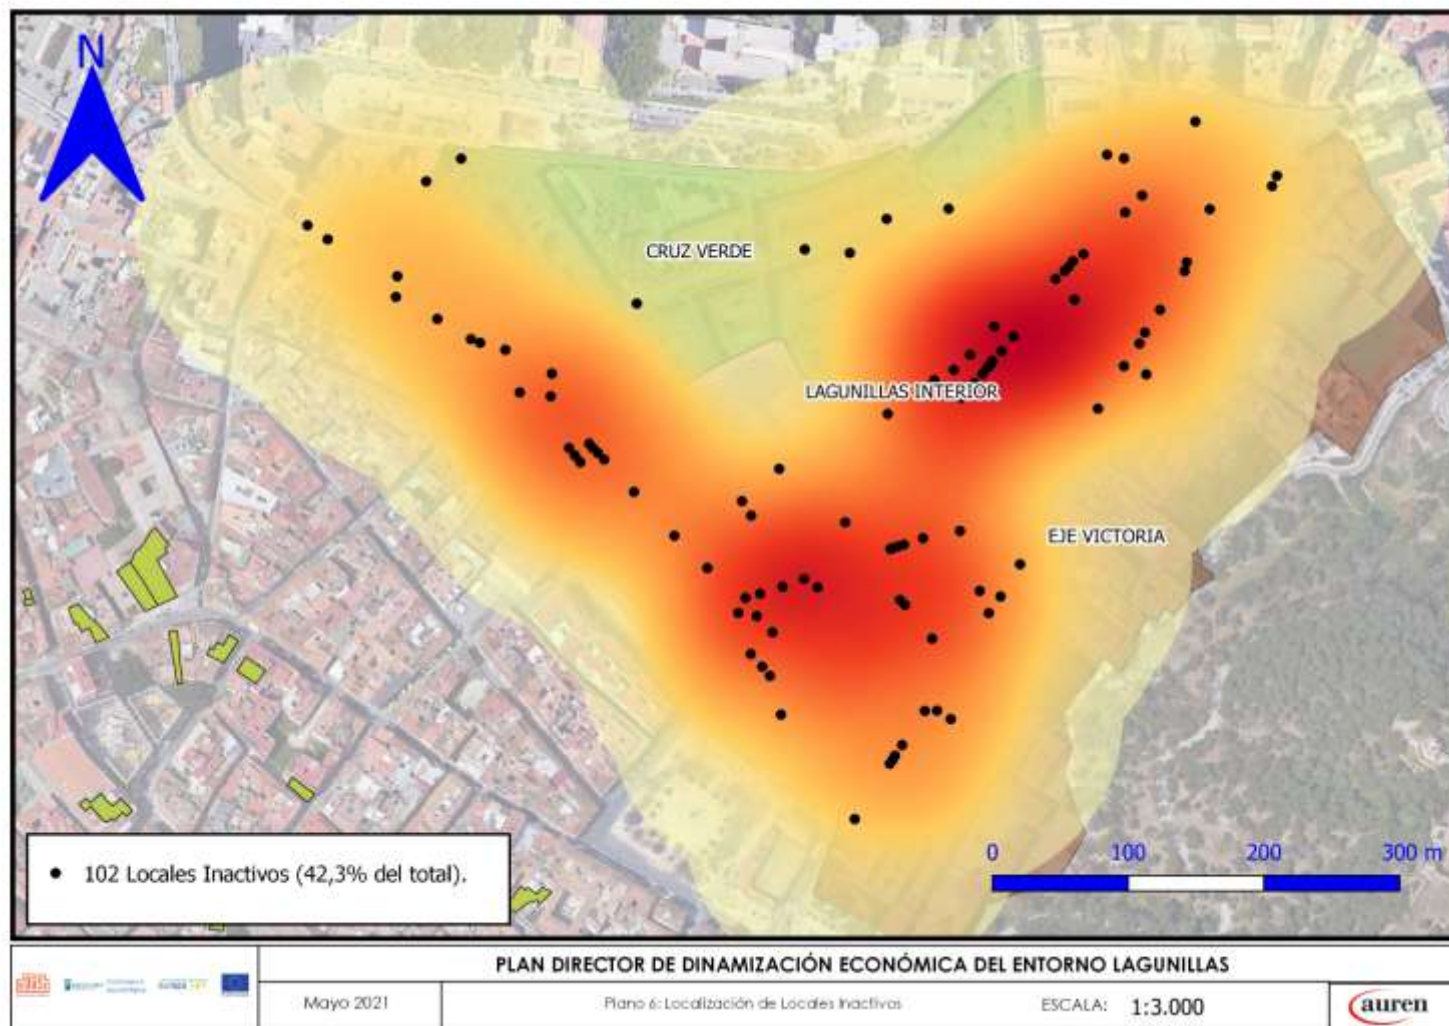 N
CRUZ VERDE
LAGUNILLAS INTERIOR
EJE VICTORIA
0 100 200 300 m
102 Locales Inactivos (42,3% del total).
PLAN DIRECTOR DE DINAMIZACIÓN ECONÓMICA DEL ENTORNO LAGUNILLAS
Mayo 2021
Plano 6: Localización de Locales Inactivos
ESCALA: 1:3.000
auren